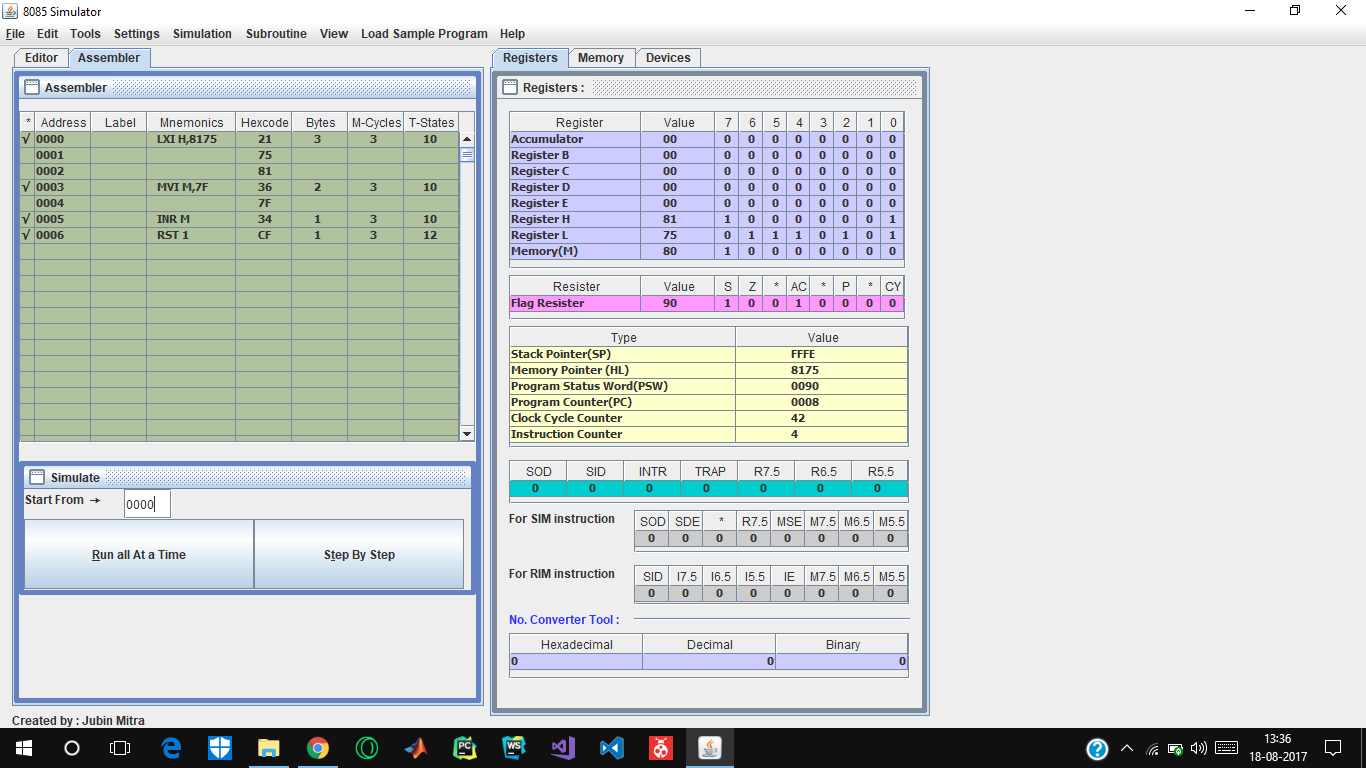 8085 Simulator
File Edit Tools Settings Simulation Subroutine View Load Sample Program Help
Editor Assembler
Assembler
* Address Label Mnemonics Hexcode Bytes M-Cycles T-States
√ 0000 LXI H,8175 21 3 3 10
0001 75
0002 81
√ 0003 MVI M,7F 36 2 3 10
0004 7F
√ 0005 INR M 34 1 3 10
√ 0006 RST 1 CF 1 3 12
Simulate
Start From → 0000
Run all At a Time Step By Step
Created by : Jubin Mitra
Registers Memory Devices
Registers :
Register Value 7 6 5 4 3 2 1 0
Accumulator 00 0 0 0 0 0 0 0 0
Register B 00 0 0 0 0 0 0 0 0
Register C 00 0 0 0 0 0 0 0 0
Register D 00 0 0 0 0 0 0 0 0
Register E 00 0 0 0 0 0 0 0 0
Register H 81 1 0 0 0 0 0 0 1
Register L 75 0 1 1 1 0 1 0 1
Memory(M) 80 1 0 0 0 0 0 0 0
Resister Value S Z * AC * P * CY
Flag Resister 90 1 0 0 1 0 0 0 0
Type Value
Stack Pointer(SP) FFFE
Memory Pointer (HL) 8175
Program Status Word(PSW) 0090
Program Counter(PC) 0008
Clock Cycle Counter 42
Instruction Counter 4
SOD SID INTR TRAP R7.5 R6.5 R5.5
0 0 0 0 0 0 0
For SIM instruction
SOD SDE * R7.5 MSE M7.5 M6.5 M5.5
0 0 0 0 0 0 0 0
For RIM instruction
SID I7.5 I6.5 I5.5 IE M7.5 M6.5 M5.5
0 0 0 0 0 0 0 0
No. Converter Tool :
Hexadecimal Decimal Binary
0 0 0
PC WS
13:36
18-08-2017